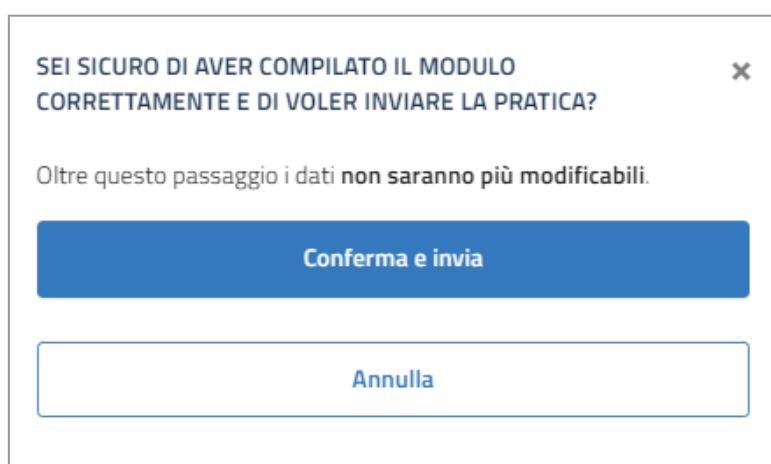 SEI SICURO DI AVER COMPILATO IL MODULO
CORRETTAMENTE E DI VOLER INVIARE LA PRATICA?
Oltre questo passaggio i dati non saranno più modificabili.
Conferma e invia
Annulla